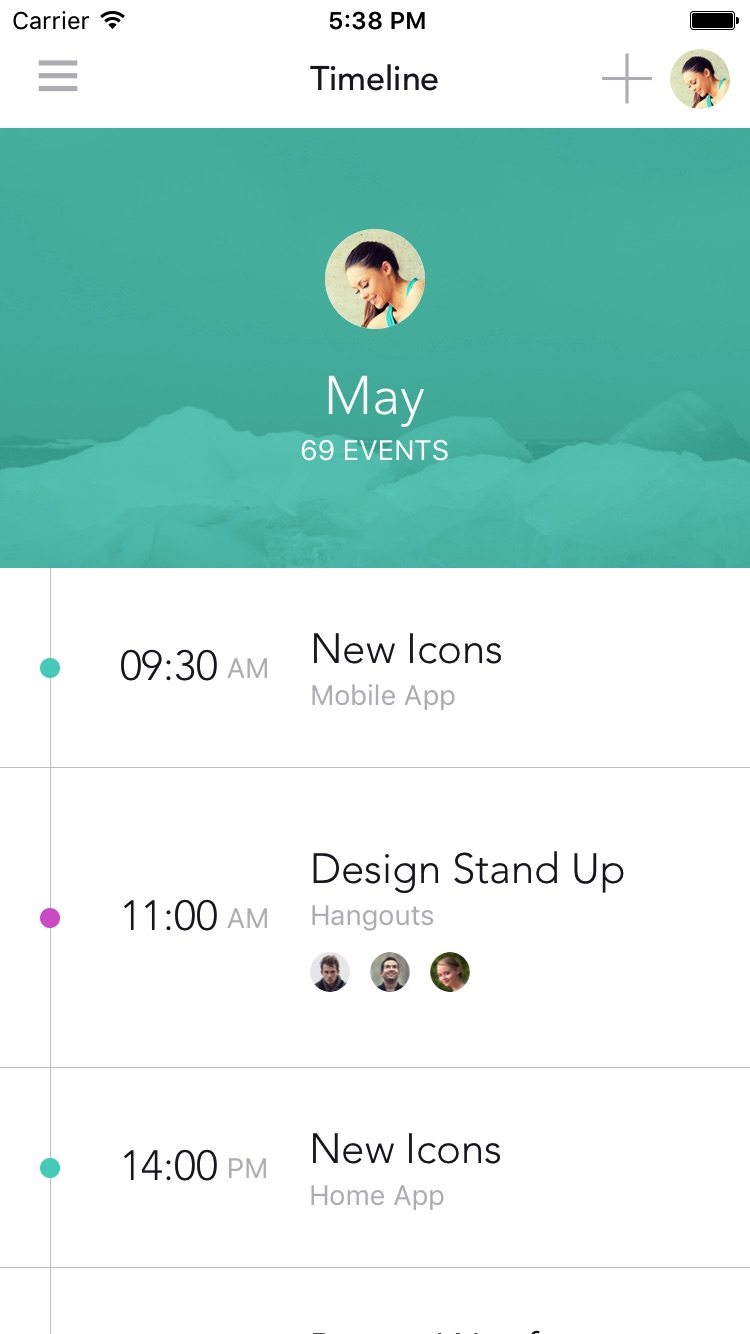 Carrier 5:38 PM
Timeline
May
69 EVENTS
09:30 AM
New Icons
Mobile App
11:00 AM
Design Stand Up
Hangouts
14:00 PM
New Icons
Home App